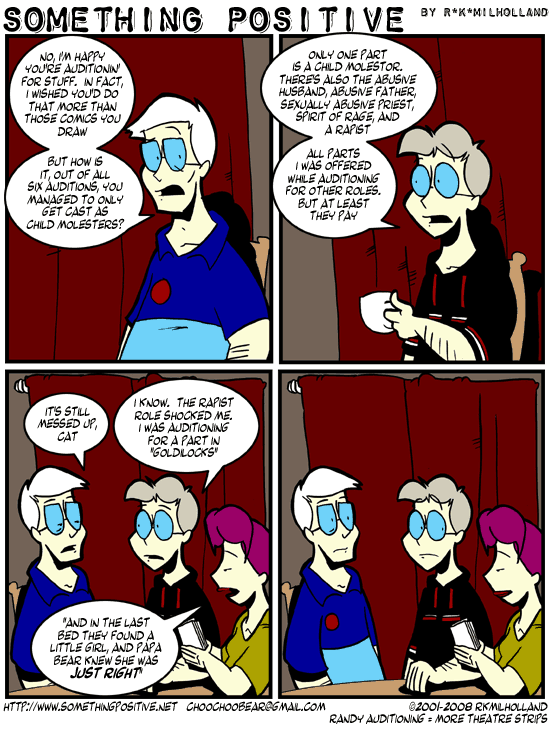 SOMETHING POSITIVE BY R*K*MILHOLLAND
NO, I'M HAPPY
YOU'RE AUDITIONIN'
FOR STUFF. IN FACT,
I WISHED YOU'D DO
THAT MORE THAN
THOSE COMICS YOU
DRAW
BUT HOW IS
IT, OUT OF ALL
SIX AUDITIONS, YOU
MANAGED TO ONLY
GET CAST AS
CHILD MOLESTERS?
ONLY ONE PART
IS A CHILD MOLESTOR.
THERE'S ALSO THE ABUSIVE
HUSBAND, ABUSIVE FATHER,
SEXUALLY ABUSIVE PRIEST,
SPIRIT OF RAGE, AND
A RAPIST
ALL PARTS
I WAS OFFERED
WHILE AUDITIONING
FOR OTHER ROLES.
BUT AT LEAST
THEY PAY
IT'S STILL
MESSED UP,
CAT
I KNOW. THE RAPIST
ROLE SHOCKED ME.
I WAS AUDITIONING
FOR A PART IN
"GOLDILOCKS"
"AND IN THE LAST
BED THEY FOUND A
LITTLE GIRL, AND PAPA
BEAR KNEW SHE WAS
JUST RIGHT"
HTTP://WWW.SOMETHINGPOSITIVE.NET CHOOCHOOBEAR@GMAIL.COM ©2001-2008 RKMILHOLLAND
RANDY AUDITIONING = MORE THEATRE STRIPS